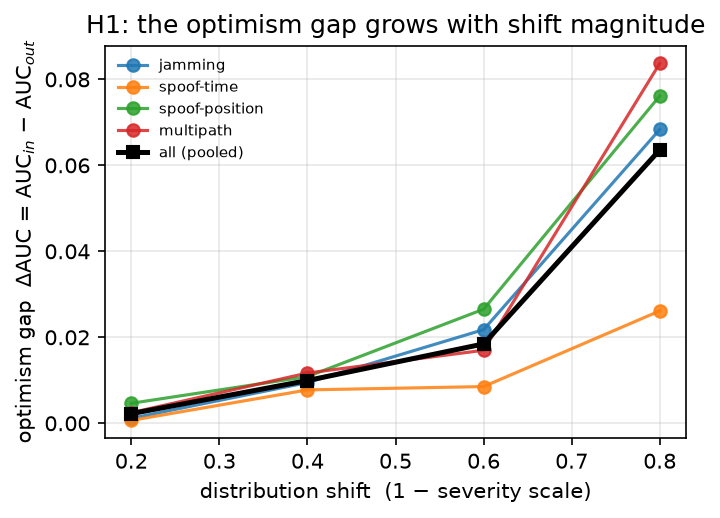 H1: the optimism gap grows with shift magnitude
optimism gap ΔAUC = AUC_in − AUC_out
0.08
0.06
0.04
0.02
0.00
jamming
spoof-time
spoof-position
multipath
all (pooled)
0.2 0.3 0.4 0.5 0.6 0.7 0.8
distribution shift (1 − severity scale)